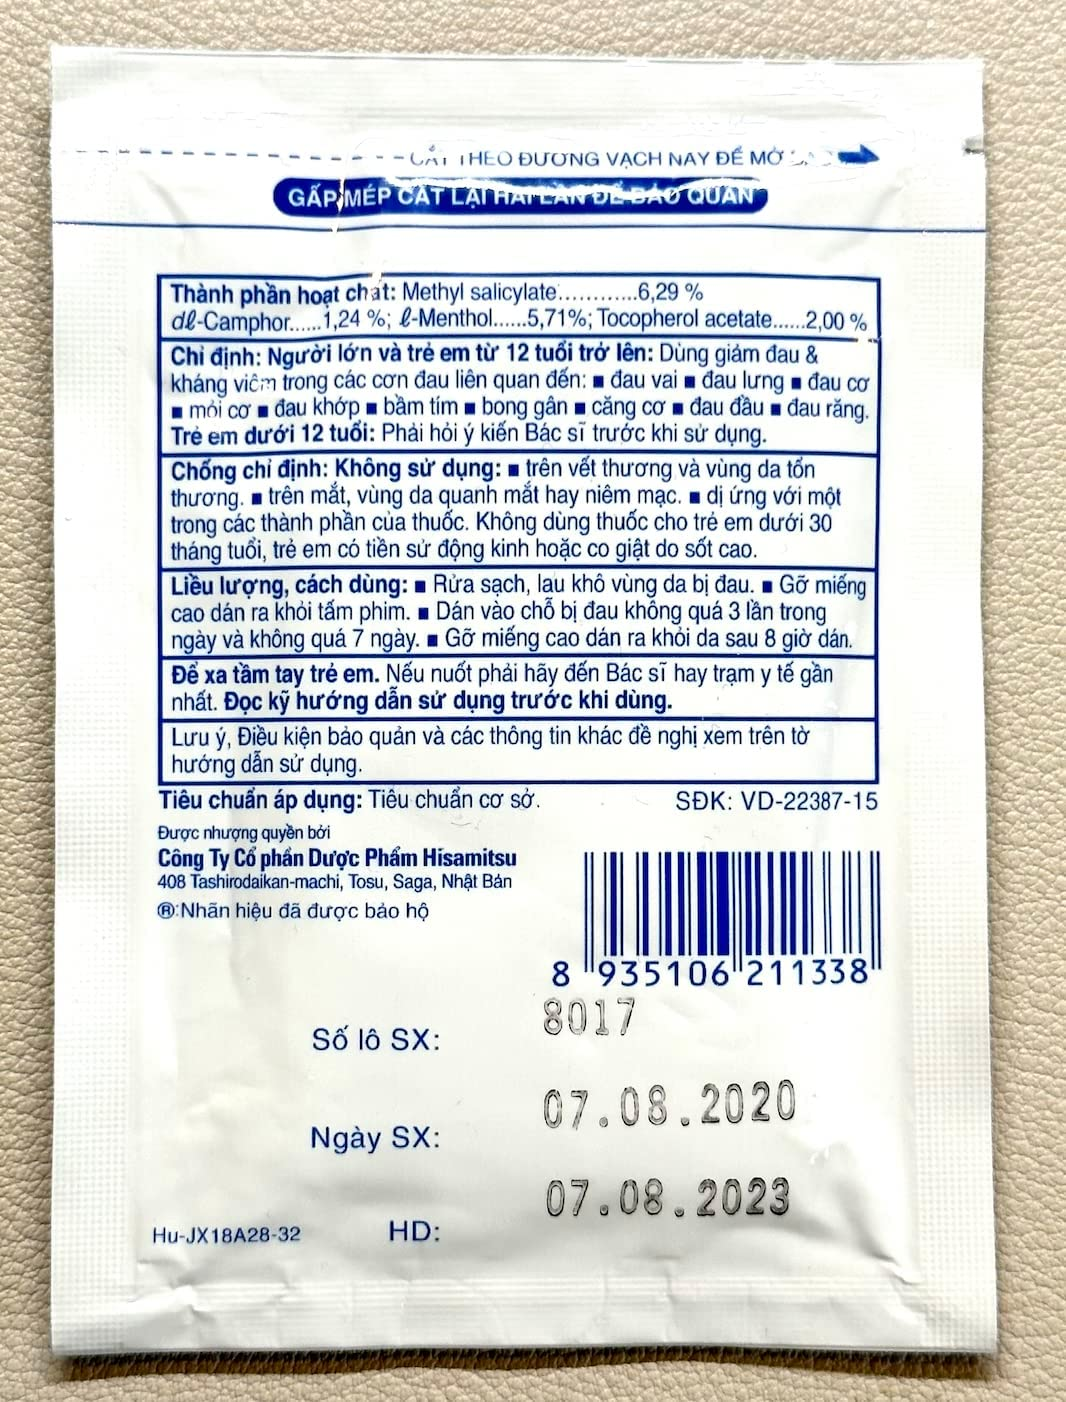 CẮT THEO ĐƯỜNG VẠCH NÀY ĐỂ MỞ BAO
GẤP MÉP CẮT LẠI HAI LẦN ĐỂ BẢO QUẢN
Thành phần hoạt chất: Methyl salicylate............6,29 %
dℓ-Camphor......1,24 %; ℓ-Menthol......5,71%; Tocopherol acetate......2,00 %
Chỉ định: Người lớn và trẻ em từ 12 tuổi trở lên: Dùng giảm đau &
kháng viêm trong các cơn đau liên quan đến: ■ đau vai ■ đau lưng ■ đau cơ
■ mỏi cơ ■ đau khớp ■ bầm tím ■ bong gân ■ căng cơ ■ đau đầu ■ đau răng.
Trẻ em dưới 12 tuổi: Phải hỏi ý kiến Bác sĩ trước khi sử dụng.
Chống chỉ định: Không sử dụng: ■ trên vết thương và vùng da tổn
thương. ■ trên mắt, vùng da quanh mắt hay niêm mạc. ■ dị ứng với một
trong các thành phần của thuốc. Không dùng thuốc cho trẻ em dưới 30
tháng tuổi, trẻ em có tiền sử động kinh hoặc co giật do sốt cao.
Liều lượng, cách dùng: ■ Rửa sạch, lau khô vùng da bị đau. ■ Gỡ miếng
cao dán ra khỏi tấm phim. ■ Dán vào chỗ bị đau không quá 3 lần trong
ngày và không quá 7 ngày. ■ Gỡ miếng cao dán ra khỏi da sau 8 giờ dán.
Để xa tầm tay trẻ em. Nếu nuốt phải hãy đến Bác sĩ hay trạm y tế gần
nhất. Đọc kỹ hướng dẫn sử dụng trước khi dùng.
Lưu ý, Điều kiện bảo quản và các thông tin khác đề nghị xem trên tờ
hướng dẫn sử dụng.
Tiêu chuẩn áp dụng: Tiêu chuẩn cơ sở. SĐK: VD-22387-15
Được nhượng quyền bởi
Công Ty Cổ phần Dược Phẩm Hisamitsu
408 Tashirodaikan-machi, Tosu, Saga, Nhật Bản
®:Nhãn hiệu đã được bảo hộ
8 935106 211338
Số lô SX: 8017
Ngày SX: 07.08.2020
HD: 07.08.2023
Hu-JX18A28-32